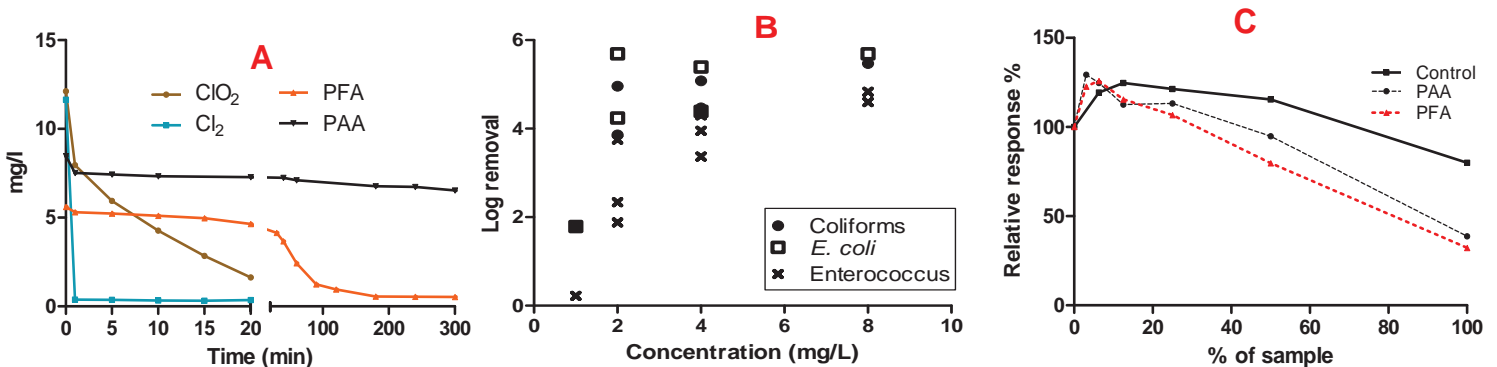 A
15
10
5
0
mg/l
ClO₂
Cl₂
PFA
PAA
0 5 10 15 20 100 200 300
Time (min)
B
6
4
2
0
Log removal
Coliforms
E. coli
Enterococcus
0 2 4 6 8 10
Concentration (mg/L)
C
150
100
50
0
Relative response %
Control
PAA
PFA
0 20 40 60 80 100
% of sample